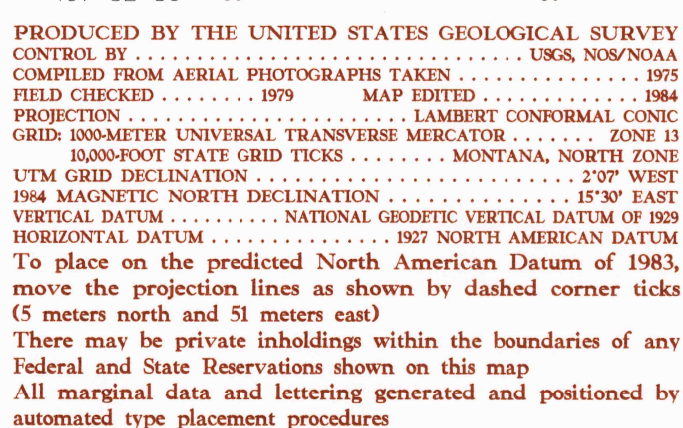 PRODUCED BY THE UNITED STATES GEOLOGICAL SURVEY
CONTROL BY . . . . . . . . . . . . . . . . . . . . . . . . . . . . . . . . . USGS, NOS/NOAA
COMPILED FROM AERIAL PHOTOGRAPHS TAKEN . . . . . . . . . . . . . 1975
FIELD CHECKED . . . . . . . . 1979 MAP EDITED . . . . . . . . . . . . . 1984
PROJECTION . . . . . . . . . . . . . . . . . . . . . . . LAMBERT CONFORMAL CONIC
GRID: 1000-METER UNIVERSAL TRANSVERSE MERCATOR . . . . . . . ZONE 13
10,000-FOOT STATE GRID TICKS . . . . . . . . MONTANA, NORTH ZONE
UTM GRID DECLINATION . . . . . . . . . . . . . . . . . . . . . . . . . . . 2°07' WEST
1984 MAGNETIC NORTH DECLINATION . . . . . . . . . . . . . . . . 15°30' EAST
VERTICAL DATUM . . . . . . . . . . NATIONAL GEODETIC VERTICAL DATUM OF 1929
HORIZONTAL DATUM . . . . . . . . . . . . . . . 1927 NORTH AMERICAN DATUM
To place on the predicted North American Datum of 1983,
move the projection lines as shown by dashed corner ticks
(5 meters north and 51 meters east)
There may be private inholdings within the boundaries of any
Federal and State Reservations shown on this map
All marginal data and lettering generated and positioned by
automated type placement procedures